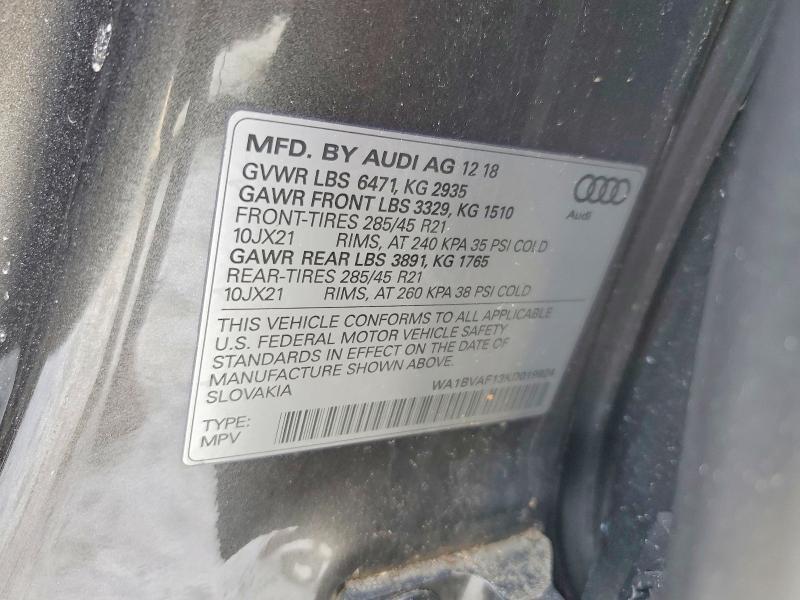 MFD. BY AUDI AG 12 18
GVWR LBS 6471, KG 2935
GAWR FRONT LBS 3329, KG 1510
FRONT-TIRES 285/45 R21
10JX21 RIMS, AT 240 KPA 35 PSI COLD
GAWR REAR LBS 3891, KG 1765
REAR-TIRES 285/45 R21
10JX21 RIMS, AT 260 KPA 38 PSI COLD
Audi
THIS VEHICLE CONFORMS TO ALL APPLICABLE
U.S. FEDERAL MOTOR VEHICLE SAFETY
STANDARDS IN EFFECT ON THE DATE OF
MANUFACTURE SHOWN ABOVE.
SLOVAKIA
WA1BVAF13KD019924
TYPE:
MPV